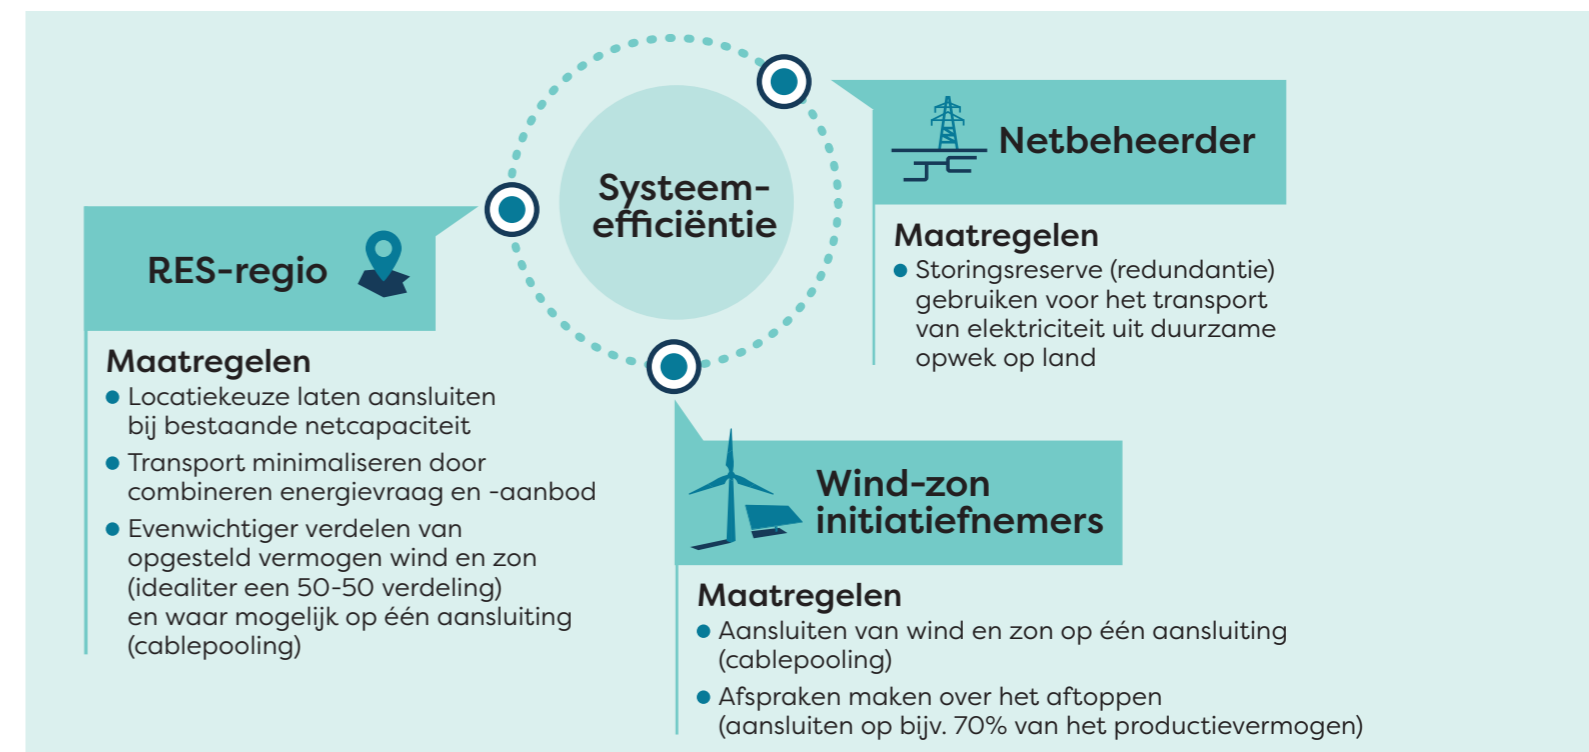 Systeem-
efficiëntie
RES-regio
Maatregelen
Locatiekeuze laten aansluiten
bij bestaande netcapaciteit
Transport minimaliseren door
combineren energievraag en -aanbod
Evenwichtiger verdelen van
opgesteld vermogen wind en zon
(idealiter een 50-50 verdeling)
en waar mogelijk op één aansluiting
(cablepooling)
Netbeheerder
Maatregelen
Storingsreserve (redundantie)
gebruiken voor het transport
van elektriciteit uit duurzame
opwek op land
Wind-zon
initiatiefnemers
Maatregelen
Aansluiten van wind en zon op één aansluiting
(cablepooling)
Afspraken maken over het aftoppen
(aansluiten op bijv. 70% van het productievermogen)